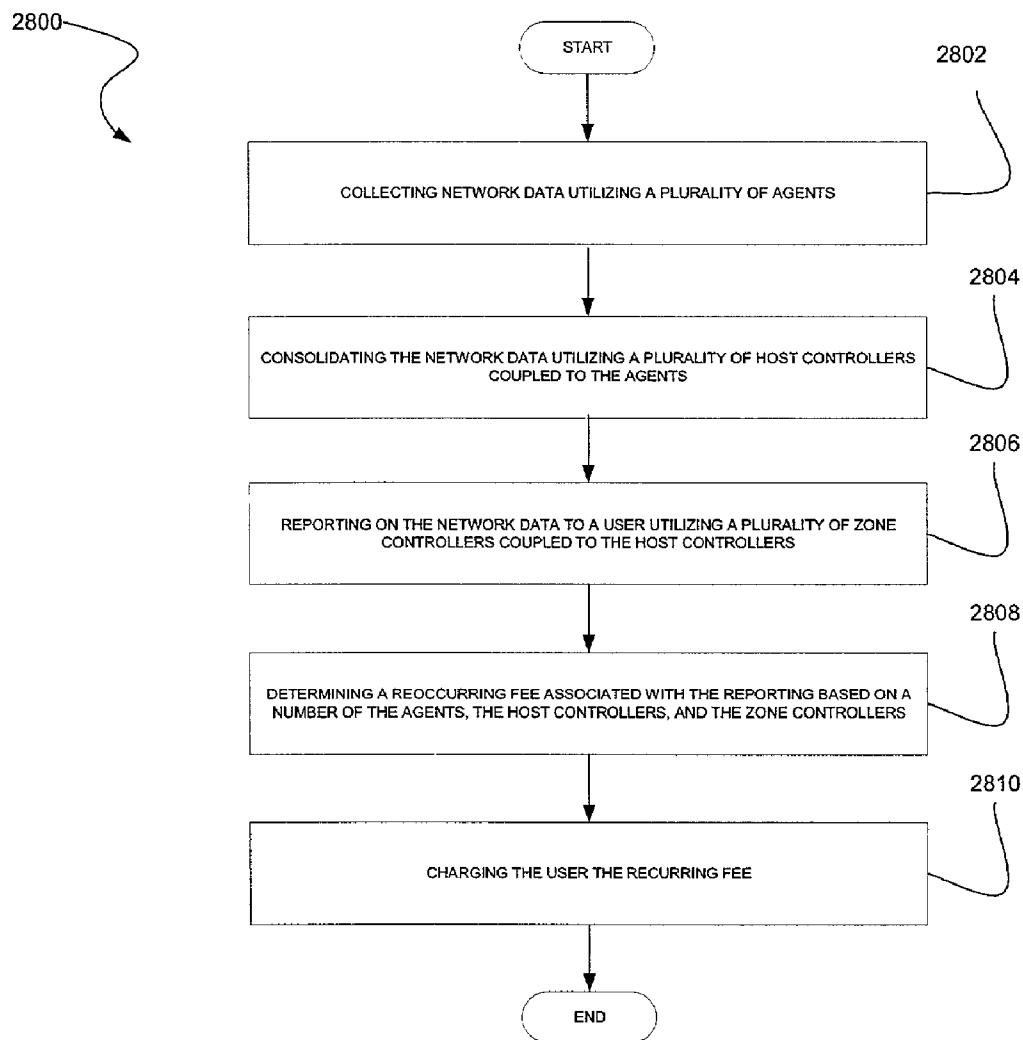 2800
START
2802
COLLECTING NETWORK DATA UTILIZING A PLURALITY OF AGENTS
2804
CONSOLIDATING THE NETWORK DATA UTILIZING A PLURALITY OF HOST CONTROLLERS
COUPLED TO THE AGENTS
2806
REPORTING ON THE NETWORK DATA TO A USER UTILIZING A PLURALITY OF ZONE
CONTROLLERS COUPLED TO THE HOST CONTROLLERS
2808
DETERMINING A REOCCURRING FEE ASSOCIATED WITH THE REPORTING BASED ON A
NUMBER OF THE AGENTS, THE HOST CONTROLLERS, AND THE ZONE CONTROLLERS
2810
CHARGING THE USER THE RECURRING FEE
END